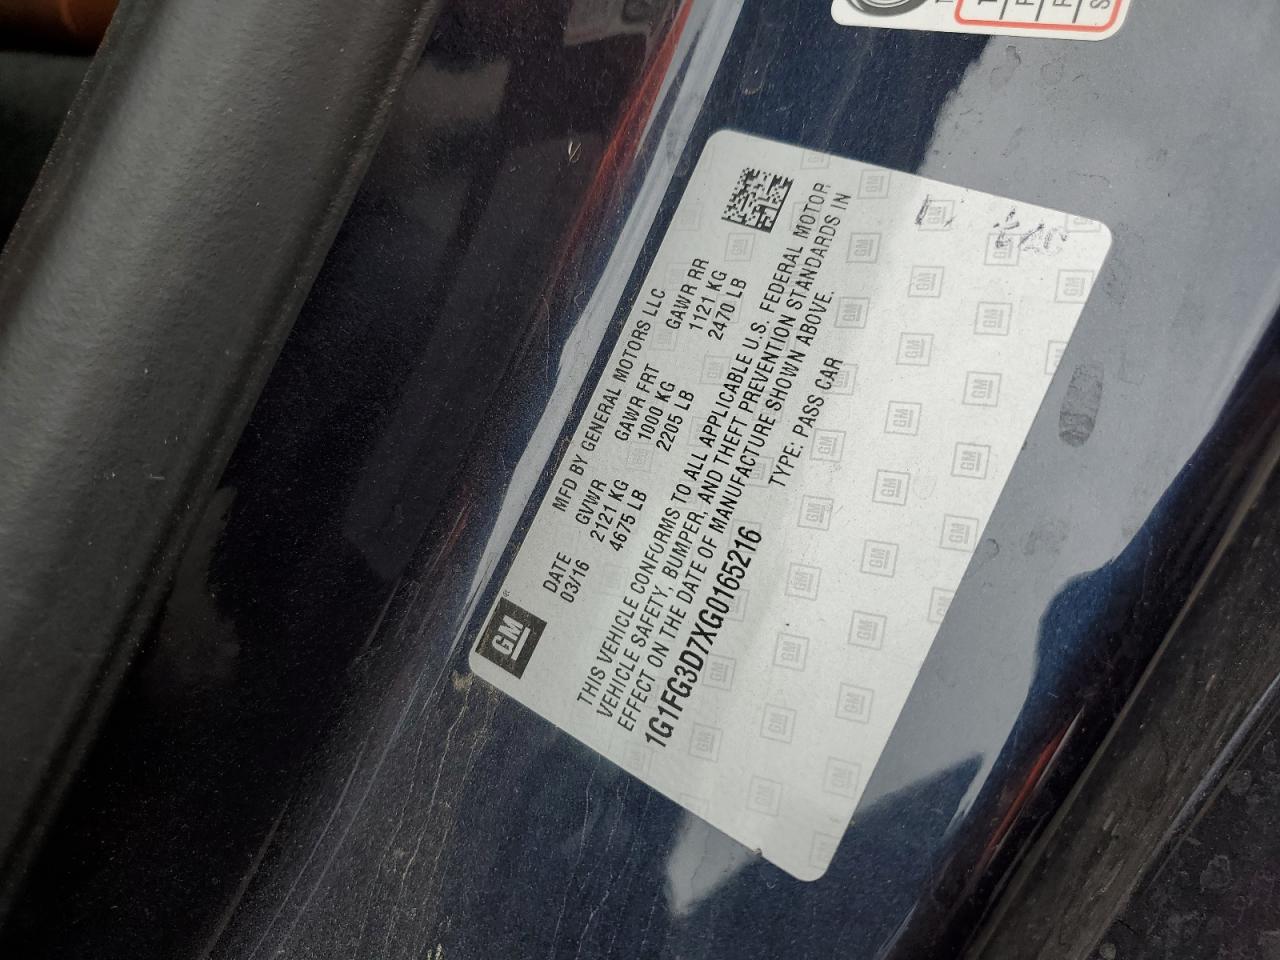 GM
MFD BY GENERAL MOTORS LLC
DATE GVWR GAWR FRT GAWR RR
03/16 2121 KG 1000 KG 1121 KG
4675 LB 2205 LB 2470 LB
THIS VEHICLE CONFORMS TO ALL APPLICABLE U.S. FEDERAL MOTOR
VEHICLE SAFETY, BUMPER, AND THEFT PREVENTION STANDARDS IN
EFFECT ON THE DATE OF MANUFACTURE SHOWN ABOVE.
1G1FG3D7XG0165216 TYPE: PASS CAR